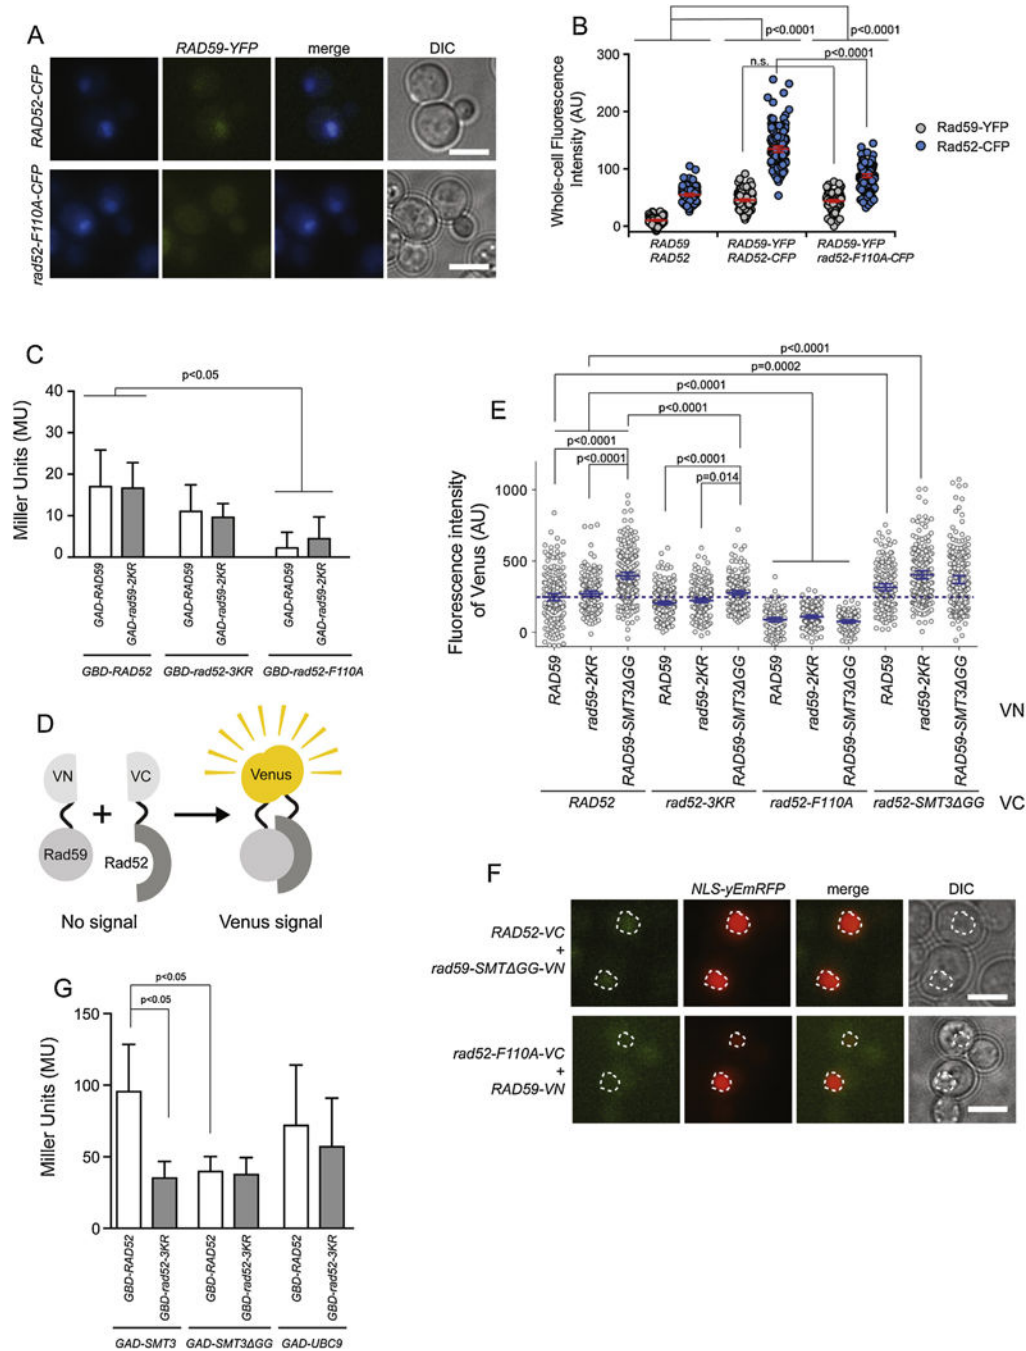 A
RAD59-YFP
merge
DIC
RAD52-CFP
rad52-F110A-CFP
B
p<0.0001
p<0.0001
p<0.0001
n.s.
Whole-cell Fluorescence
Intensity (AU)
300
200
100
0
Rad59-YFP
Rad52-CFP
RAD59
RAD52
RAD59-YFP
RAD52-CFP
RAD59-YFP
rad52-F110A-CFP
C
p<0.05
Miller Units (MU)
40
30
20
10
0
GAD-RAD59
GAD-rad59-2KR
GAD-RAD59
GAD-rad59-2KR
GAD-RAD59
GAD-rad59-2KR
GBD-RAD52
GBD-rad52-3KR
GBD-rad52-F110A
D
VN
VC
Venus
+
Rad59
Rad52
No signal
Venus signal
E
p<0.0001
p=0.0002
p<0.0001
p<0.0001
p<0.0001
p<0.0001
p<0.0001
p=0.014
Fluorescence intensity
of Venus (AU)
1000
500
0
RAD59
rad59-2KR
RAD59-SMT3ΔGG
RAD59
rad59-2KR
RAD59-SMT3ΔGG
RAD59
rad59-2KR
RAD59-SMT3ΔGG
RAD59
rad59-2KR
RAD59-SMT3ΔGG
VN
RAD52
rad52-3KR
rad52-F110A
rad52-SMT3ΔGG
VC
F
NLS-yEmRFP
merge
DIC
RAD52-VC
+
rad59-SMTΔGG-VN
rad52-F110A-VC
+
RAD59-VN
G
p<0.05
p<0.05
Miller Units (MU)
150
100
50
0
GBD-RAD52
GBD-rad52-3KR
GBD-RAD52
GBD-rad52-3KR
GBD-RAD52
GBD-rad52-3KR
GAD-SMT3
GAD-SMT3ΔGG
GAD-UBC9